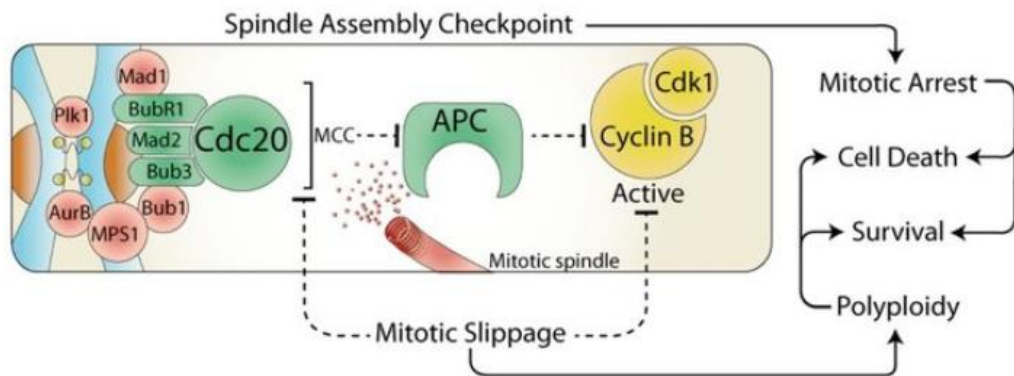 Spindle Assembly Checkpoint
Mad1
Plk1
BubR1
Mad2
Bub3
Cdc20
AurB
MPS1
Bub1
MCC
APC
Cdk1
Cyclin B
Active
Mitotic spindle
Mitotic Slippage
Mitotic Arrest
Cell Death
Survival
Polyploidy